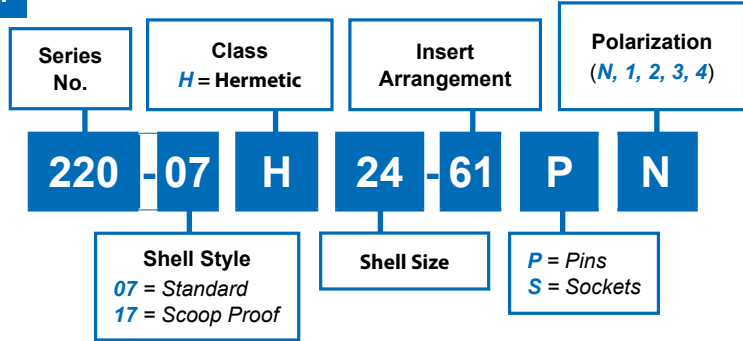 Series
No.
Class
H = Hermetic
Insert
Arrangement
Polarization
(N, 1, 2, 3, 4)
220 - 07 H 24 - 61 P N
Shell Style
07 = Standard
17 = Scoop Proof
Shell Size
P = Pins
S = Sockets